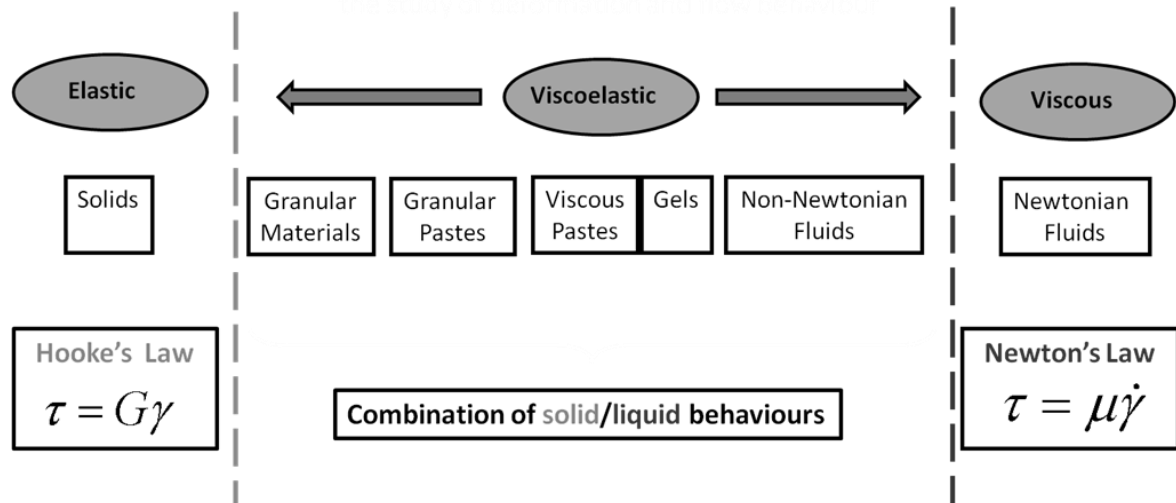 Elastic
Viscoelastic
Viscous
Solids
Granular
Materials
Granular
Pastes
Viscous
Pastes
Gels
Non-Newtonian
Fluids
Newtonian
Fluids
Hooke's Law
τ = Gγ
Combination of solid/liquid behaviours
Newton's Law
τ = μγ̇